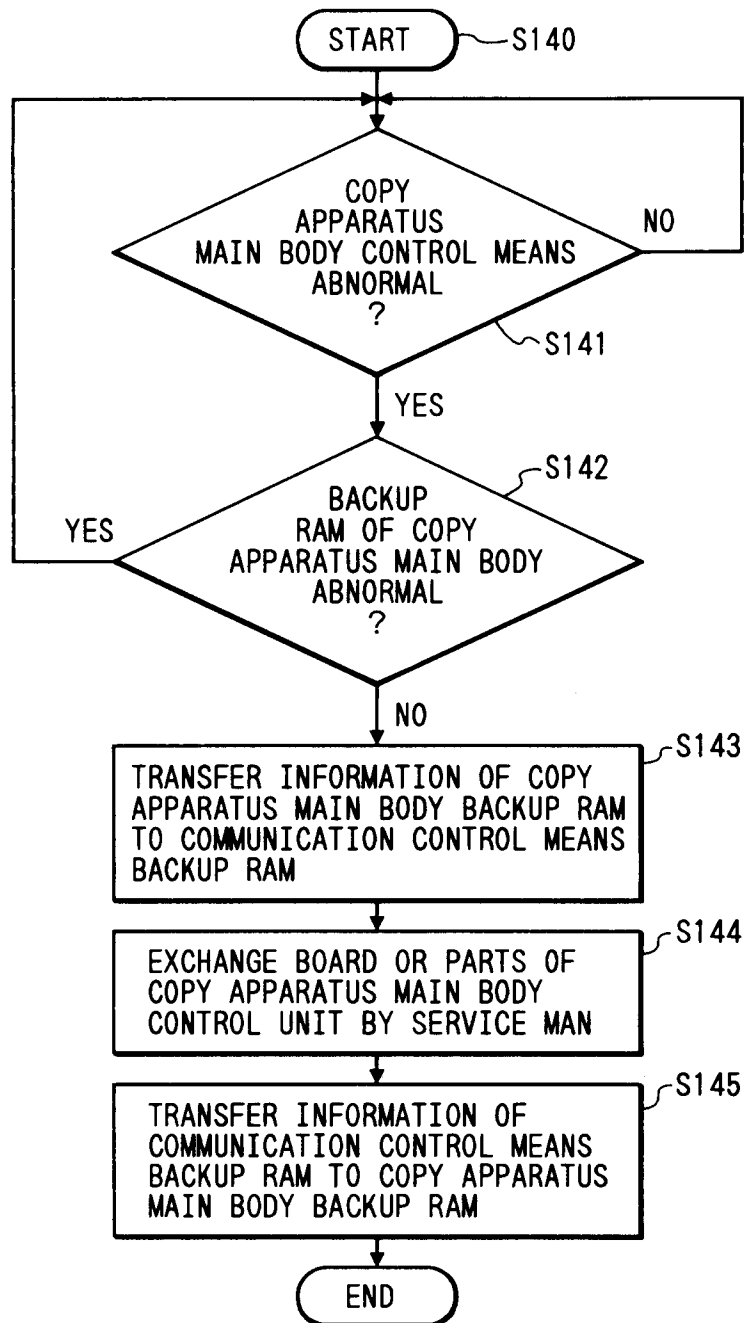 START
S140
COPY
APPARATUS
MAIN BODY CONTROL MEANS
ABNORMAL
?
NO
S141
YES
S142
BACKUP
RAM OF COPY
APPARATUS MAIN BODY
ABNORMAL
?
YES
NO
S143
TRANSFER INFORMATION OF COPY
APPARATUS MAIN BODY BACKUP RAM
TO COMMUNICATION CONTROL MEANS
BACKUP RAM
S144
EXCHANGE BOARD OR PARTS OF
COPY APPARATUS MAIN BODY
CONTROL UNIT BY SERVICE MAN
S145
TRANSFER INFORMATION OF
COMMUNICATION CONTROL MEANS
BACKUP RAM TO COPY APPARATUS
MAIN BODY BACKUP RAM
END